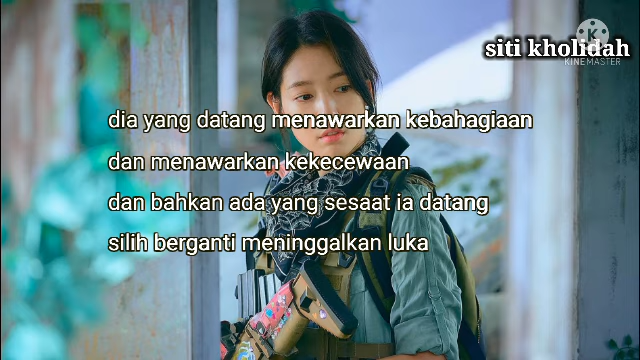 siti kholidah
KINEMASTER
dia yang datang menawarkan kebahagiaan
dan menawarkan kekecewaan
dan bahkan ada yang sesaat ia datang
silih berganti meninggalkan luka